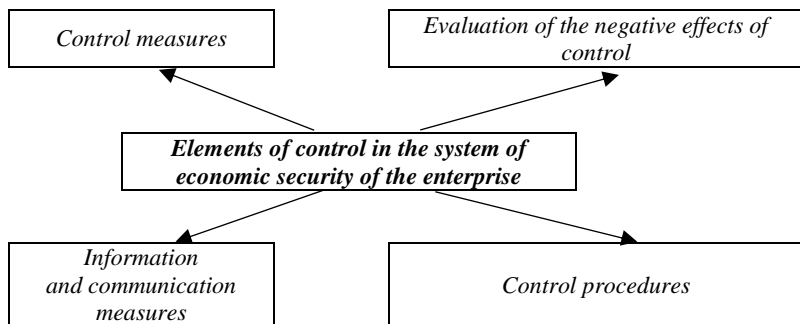 Control measures
Evaluation of the negative effects of
control
Elements of control in the system of
economic security of the enterprise
Information
and communication
measures
Control procedures